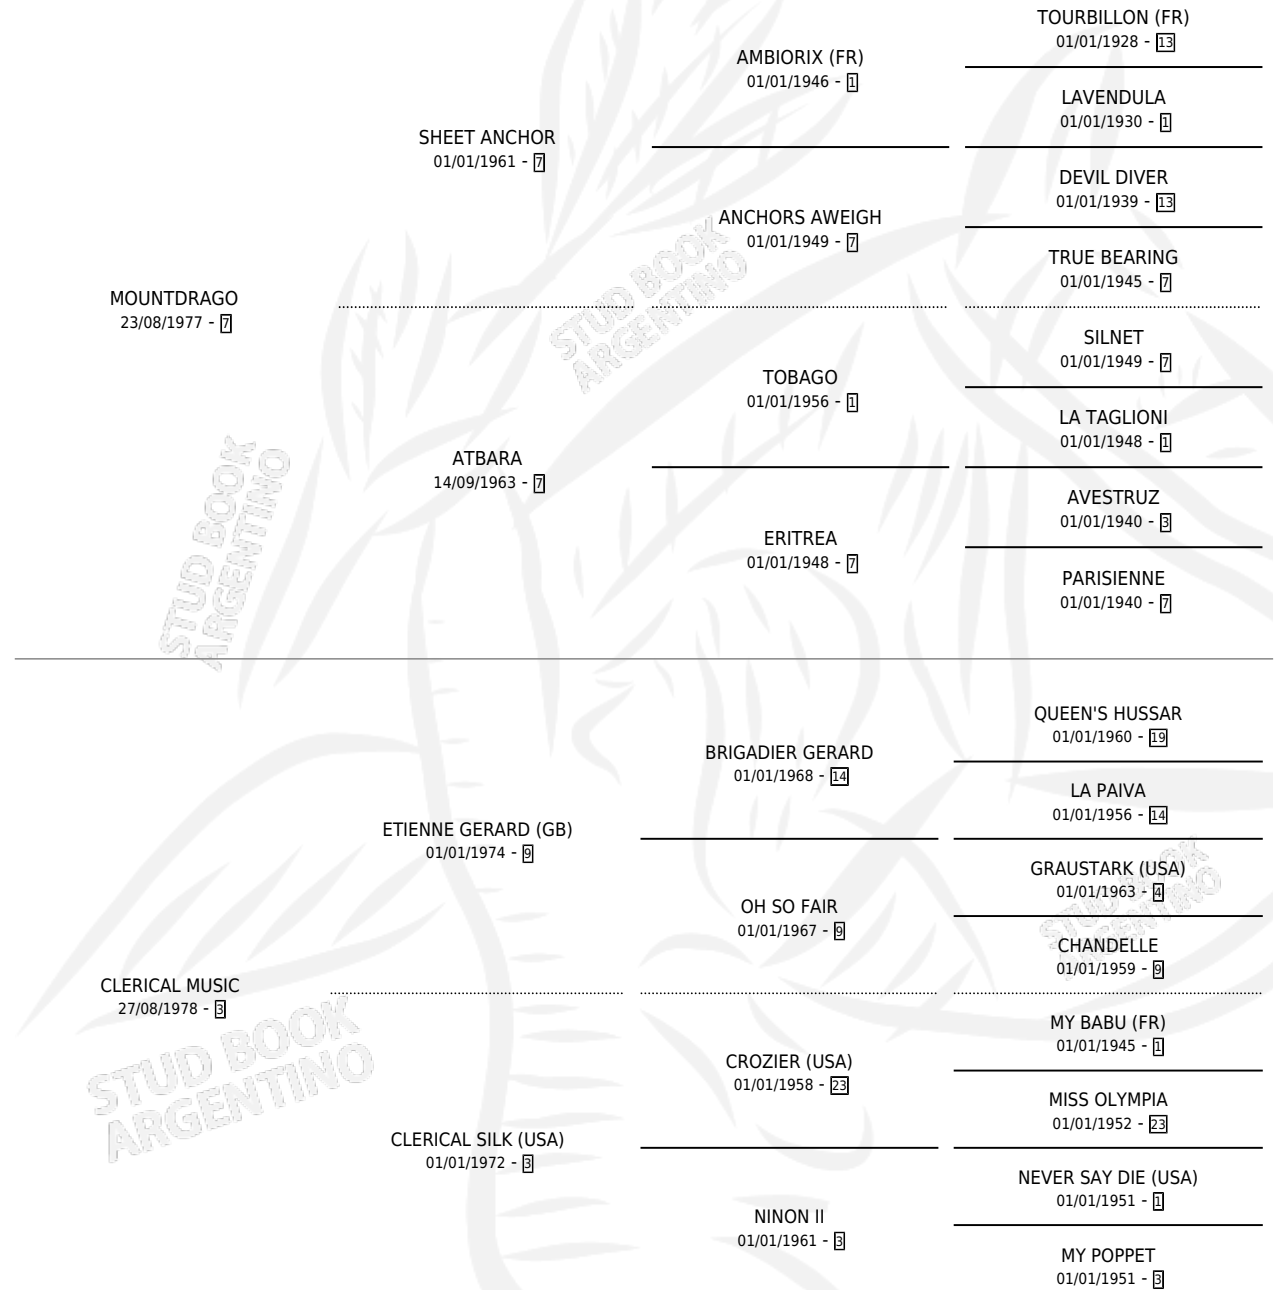 TOURBILLON (FR)
01/01/1928 - 13
AMBIORIX (FR)
01/01/1946 - 1
LAVENDULA
01/01/1930 - 1
SHEET ANCHOR
01/01/1961 - 7
DEVIL DIVER
01/01/1939 - 13
ANCHORS AWEIGH
01/01/1949 - 7
TRUE BEARING
01/01/1945 - 7
MOUNTDRAGO
23/08/1977 - 7
STUD BOOK
ARGENTINO
SILNET
01/01/1949 - 7
TOBAGO
01/01/1956 - 1
LA TAGLIONI
01/01/1948 - 1
ATBARA
14/09/1963 - 7
AVESTRUZ
01/01/1940 - 3
ERITREA
01/01/1948 - 7
PARISIENNE
01/01/1940 - 7
STUD BOOK
ARGENTINO
QUEEN'S HUSSAR
01/01/1960 - 19
BRIGADIER GERARD
01/01/1968 - 14
LA PAIVA
01/01/1956 - 14
ETIENNE GERARD (GB)
01/01/1974 - 9
GRAUSTARK (USA)
01/01/1963 - 4
OH SO FAIR
01/01/1967 - 9
STUD BOOK
ARGENTINO
CHANDELLE
01/01/1959 - 9
CLERICAL MUSIC
27/08/1978 - 3
MY BABU (FR)
01/01/1945 - 1
CROZIER (USA)
01/01/1958 - 23
STUD BOOK
ARGENTINO
MISS OLYMPIA
01/01/1952 - 23
CLERICAL SILK (USA)
01/01/1972 - 3
NEVER SAY DIE (USA)
01/01/1951 - 1
NINON II
01/01/1961 - 3
MY POPPET
01/01/1951 - 3